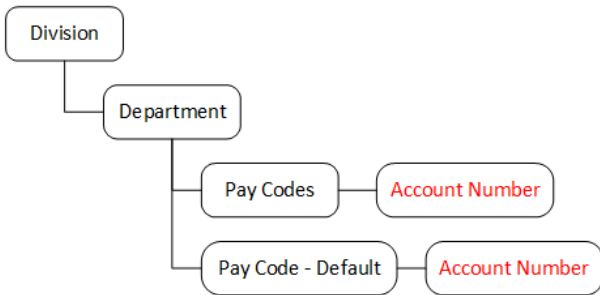 Division
Department
Pay Codes
Account Number
Pay Code - Default
Account Number